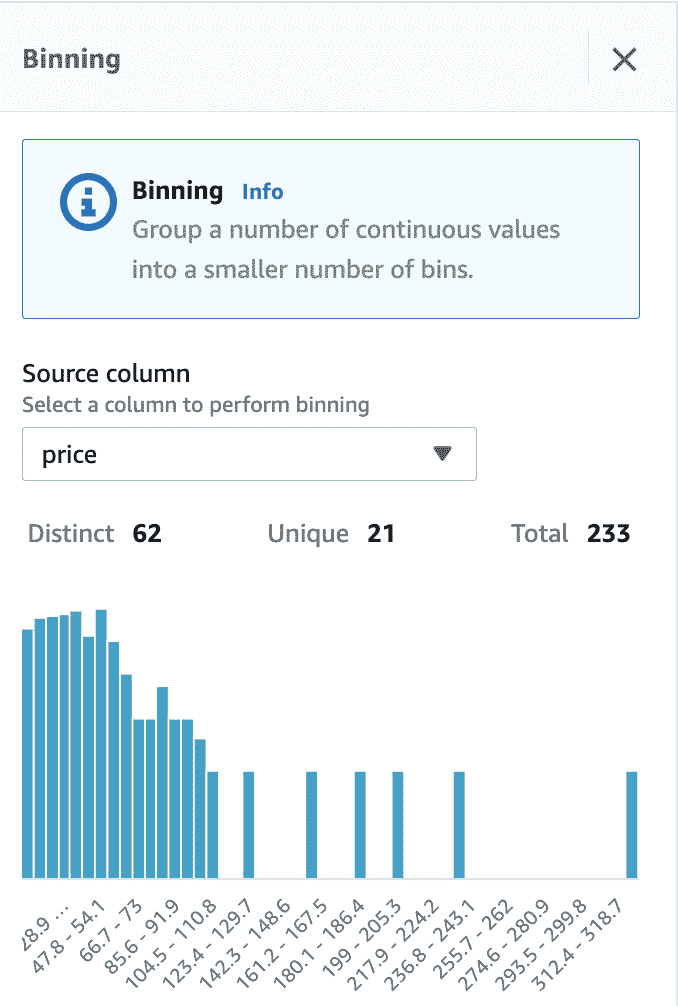 Binning
Binning Info
Group a number of continuous values
into a smaller number of bins.
Source column
Select a column to perform binning
price
Distinct 62 Unique 21 Total 233
28.9 ...
47.8 - 54.1
66.7 - 73
85.6 - 91.9
104.5 - 110.8
123.4 - 129.7
142.3 - 148.6
161.2 - 167.5
180.1 - 186.4
199 - 205.3
217.9 - 224.2
236.8 - 243.1
255.7 - 262
274.6 - 280.9
293.5 - 299.8
312.4 - 318.7